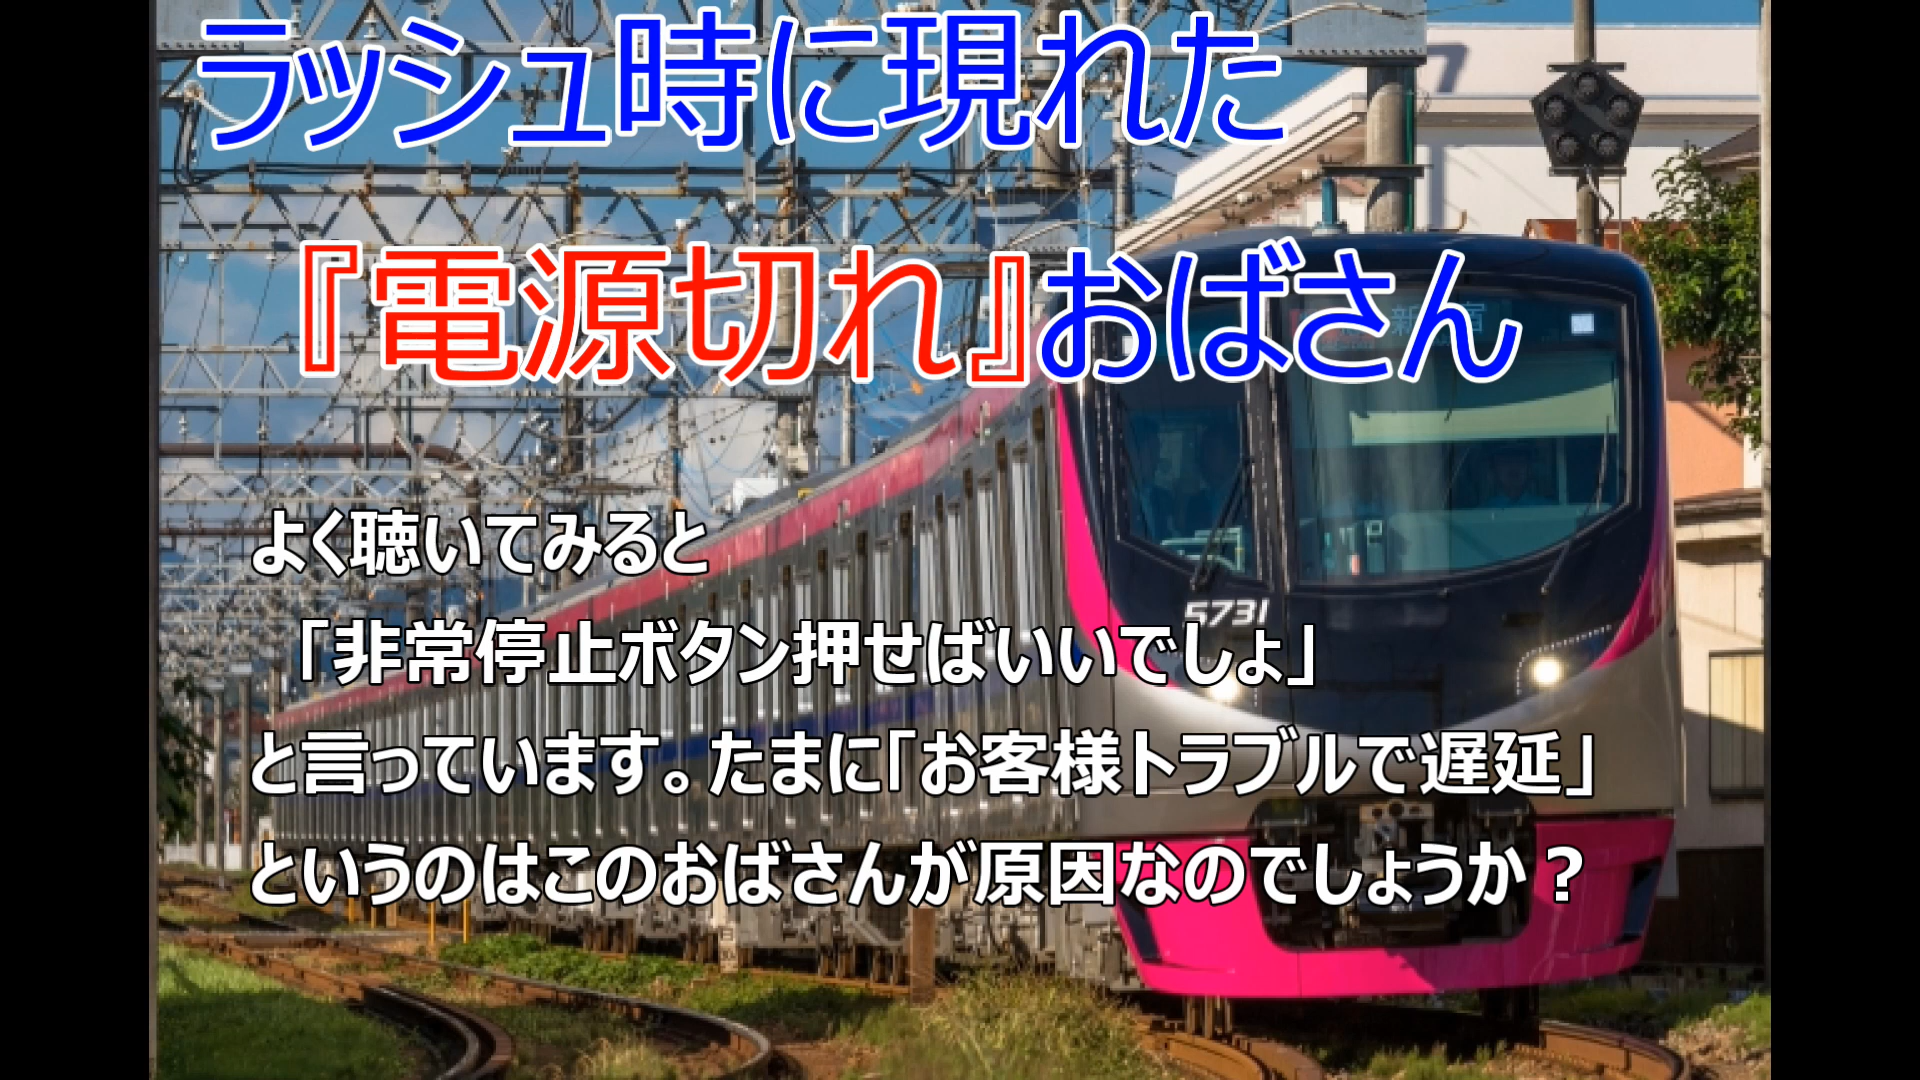 ラッシュ時に現れた
『電源切れ』おばさん
よく聴いてみると
「非常停止ボタン押せばいいでしょ」
と言っています。たまに「お客様トラブルで遅延」
というのはこのおばさんが原因なのでしょうか？
新宿
5731